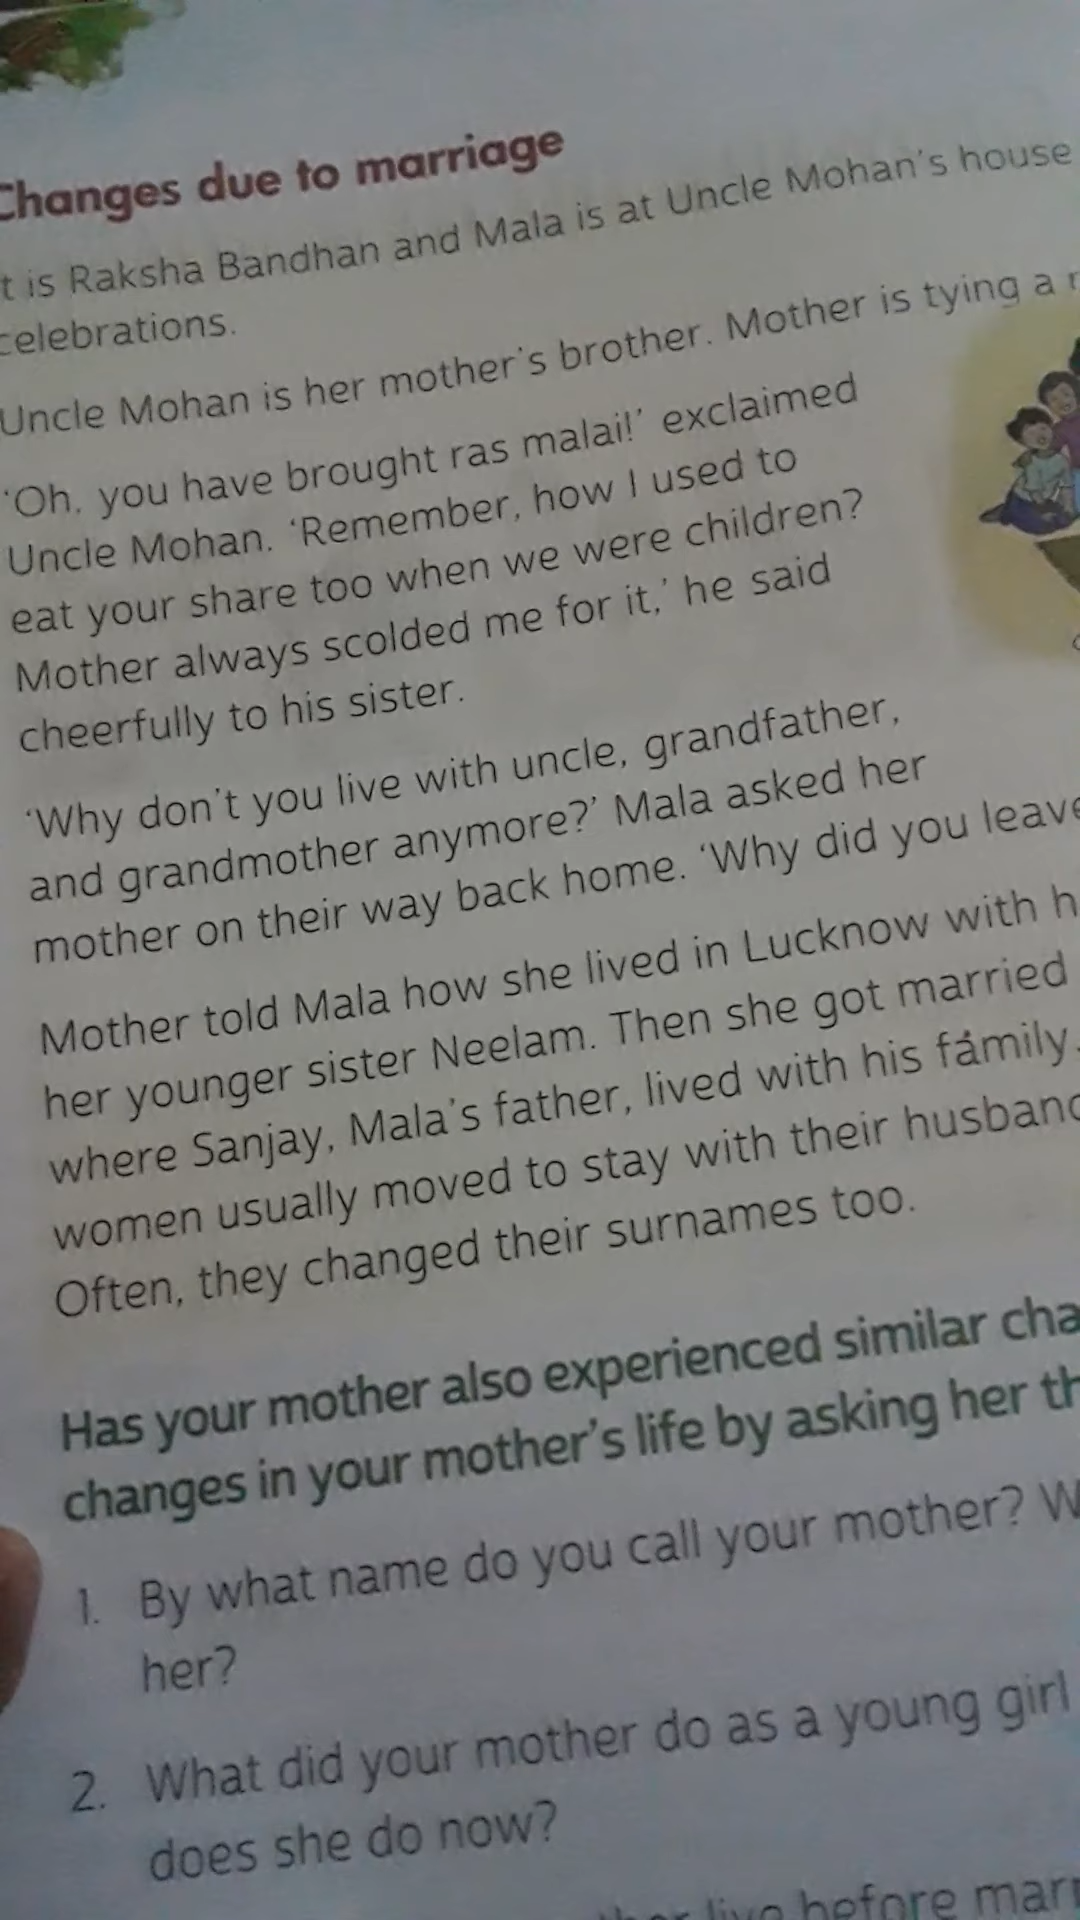 Changes due to marriage
t is Raksha Bandhan and Mala is at Uncle Mohan's house
celebrations.
Uncle Mohan is her mother's brother. Mother is tying a
'Oh, you have brought ras malai!' exclaimed
Uncle Mohan. 'Remember, how I used to
eat your share too when we were children?
Mother always scolded me for it,' he said
cheerfully to his sister.
'Why don't you live with uncle, grandfather,
and grandmother anymore?' Mala asked her
mother on their way back home. 'Why did you leave
Mother told Mala how she lived in Lucknow with h
her younger sister Neelam. Then she got married
where Sanjay, Mala's father, lived with his fámily.
women usually moved to stay with their husband
Often, they changed their surnames too.
Has your mother also experienced similar cha
changes in your mother's life by asking her th
1. By what name do you call your mother? W
her?
2. What did your mother do as a young girl
does she do now?
live before marr